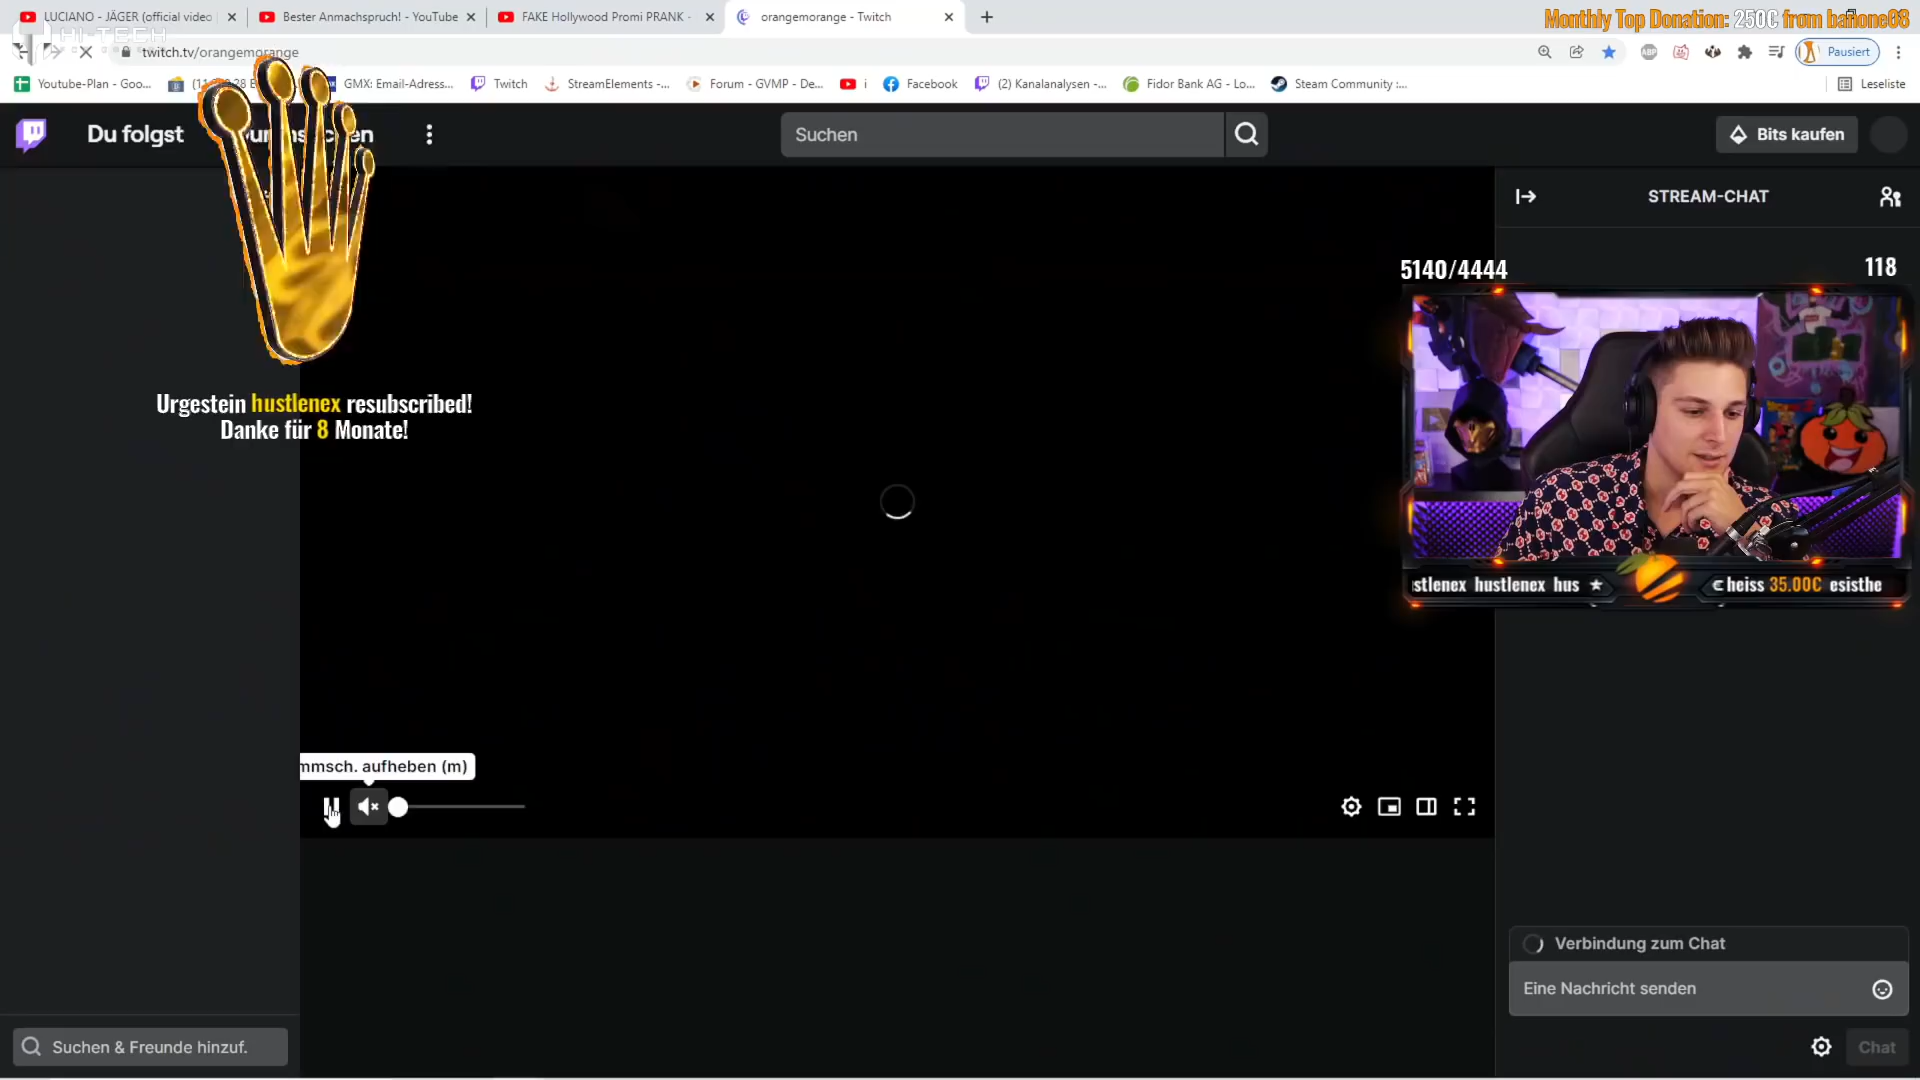 LUCIANO - JÄGER (official video
Bester Anmachspruch! - YouTube
FAKE Hollywood Promi PRANK -
orangemorange - Twitch
Monthly Top Donation: 250€ from banone08
HI-TECH
twitch.tv/orangemorange
Pausiert
Youtube-Plan - Goo...
GMX: Email-Adress...
Twitch
StreamElements -...
Forum - GVMP - De...
i
Facebook
(2) Kanalanalysen -...
Fidor Bank AG - Lo...
Steam Community :...
Leseliste
Du folgst
Suchen
Bits kaufen
STREAM-CHAT
5140/4444
118
Urgestein hustlenex resubscribed!
Danke für 8 Monate!
stlenex hustlenex hus
heiss 35.00€ esisthe
mmsch. aufheben (m)
Verbindung zum Chat
Eine Nachricht senden
Suchen & Freunde hinzuf.
Chat